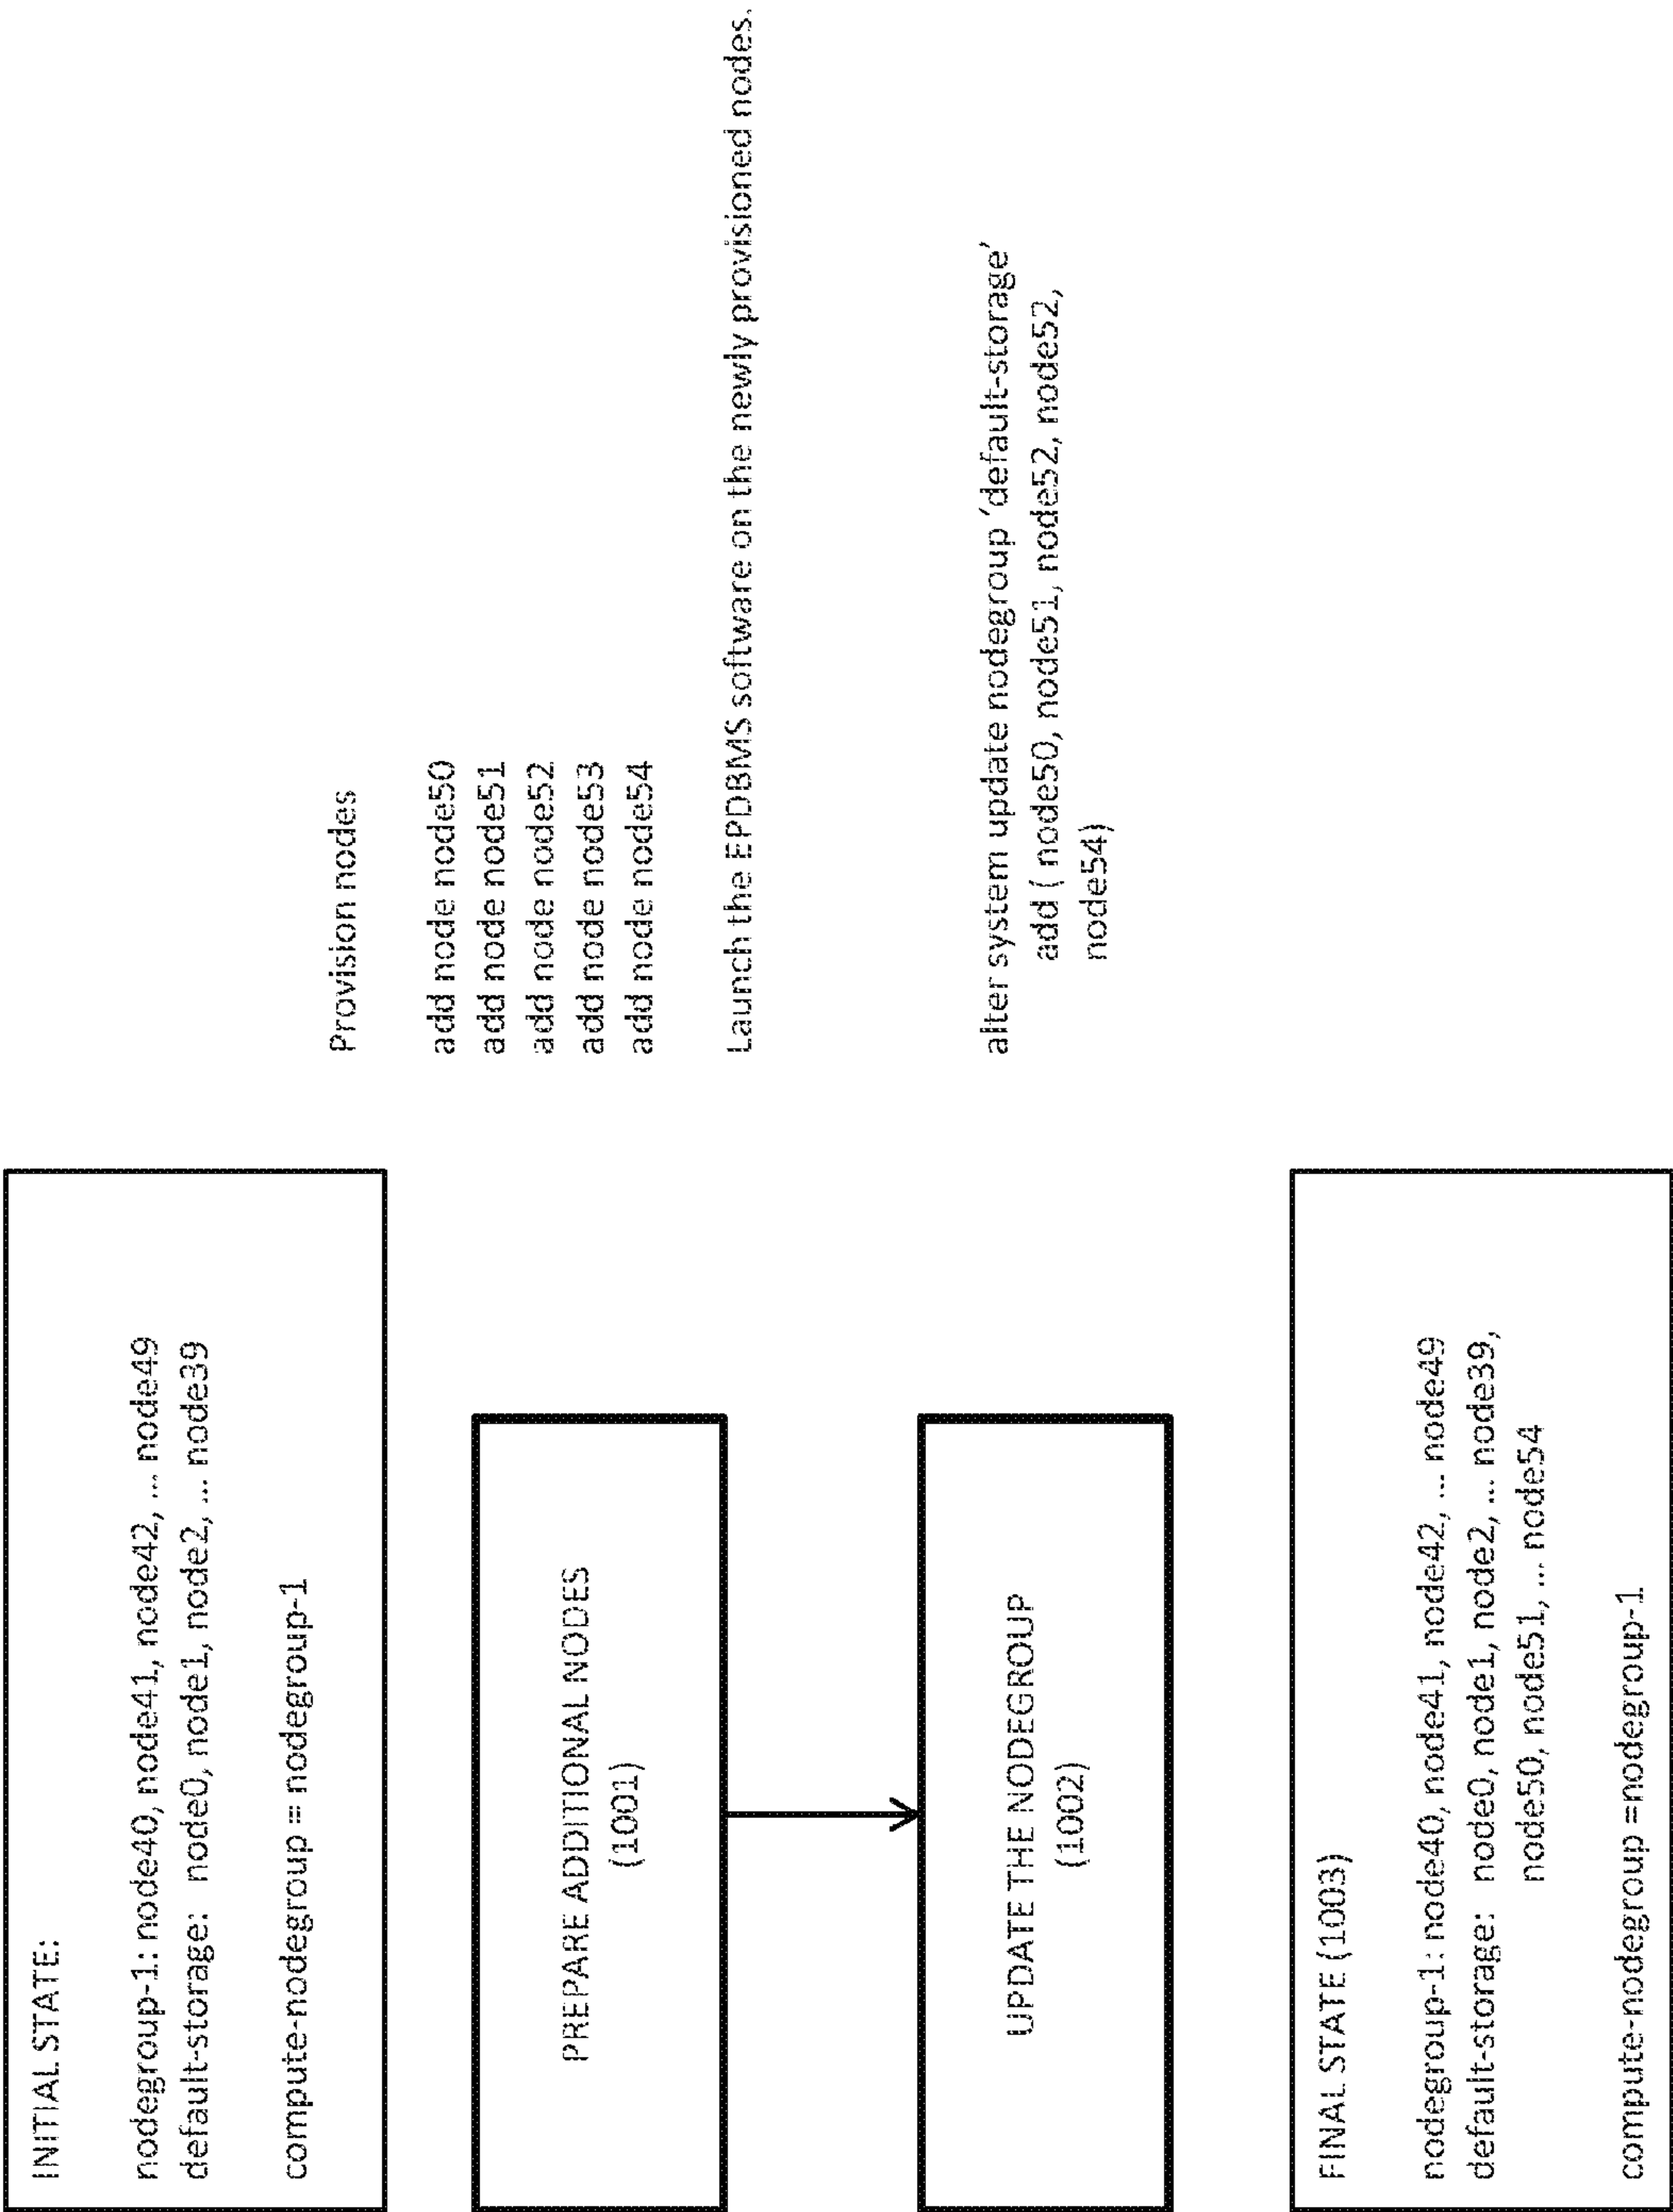 INITIAL STATE:
nodegroup-1: node40, node41, node42, ... node49
default-storage: node0, node1, node2, ... node39
compute-nodegroup = nodegroup-1
Provision nodes
PREPARE ADDITIONAL NODES
(1001)
add node node50
add node node51
add node node52
add node node53
add node node54
Launch the EPDBMS software on the newly provisioned nodes.
UPDATE THE NODEGROUP
(1002)
alter system update nodegroup ‘default-storage’
add ( node50, node51, node52, node52,
node54)
FINAL STATE (1003)
nodegroup-1: node40, node41, node42, ... node49
default-storage: node0, node1, node2, ... node39,
node50, node51, ... node54
compute-nodegroup =nodegroup-1